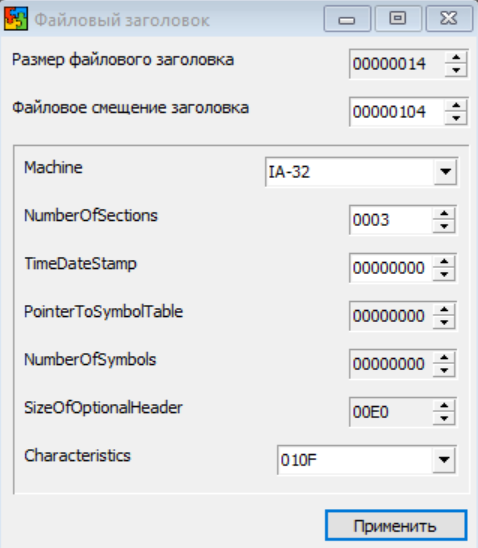 Файловый заголовок
Размер файлового заголовка 00000014
Файловое смещение заголовка 00000104
Machine IA-32
NumberOfSections 0003
TimeDateStamp 00000000
PointerToSymbolTable 00000000
NumberOfSymbols 00000000
SizeOfOptionalHeader 00E0
Characteristics 010F
Применить